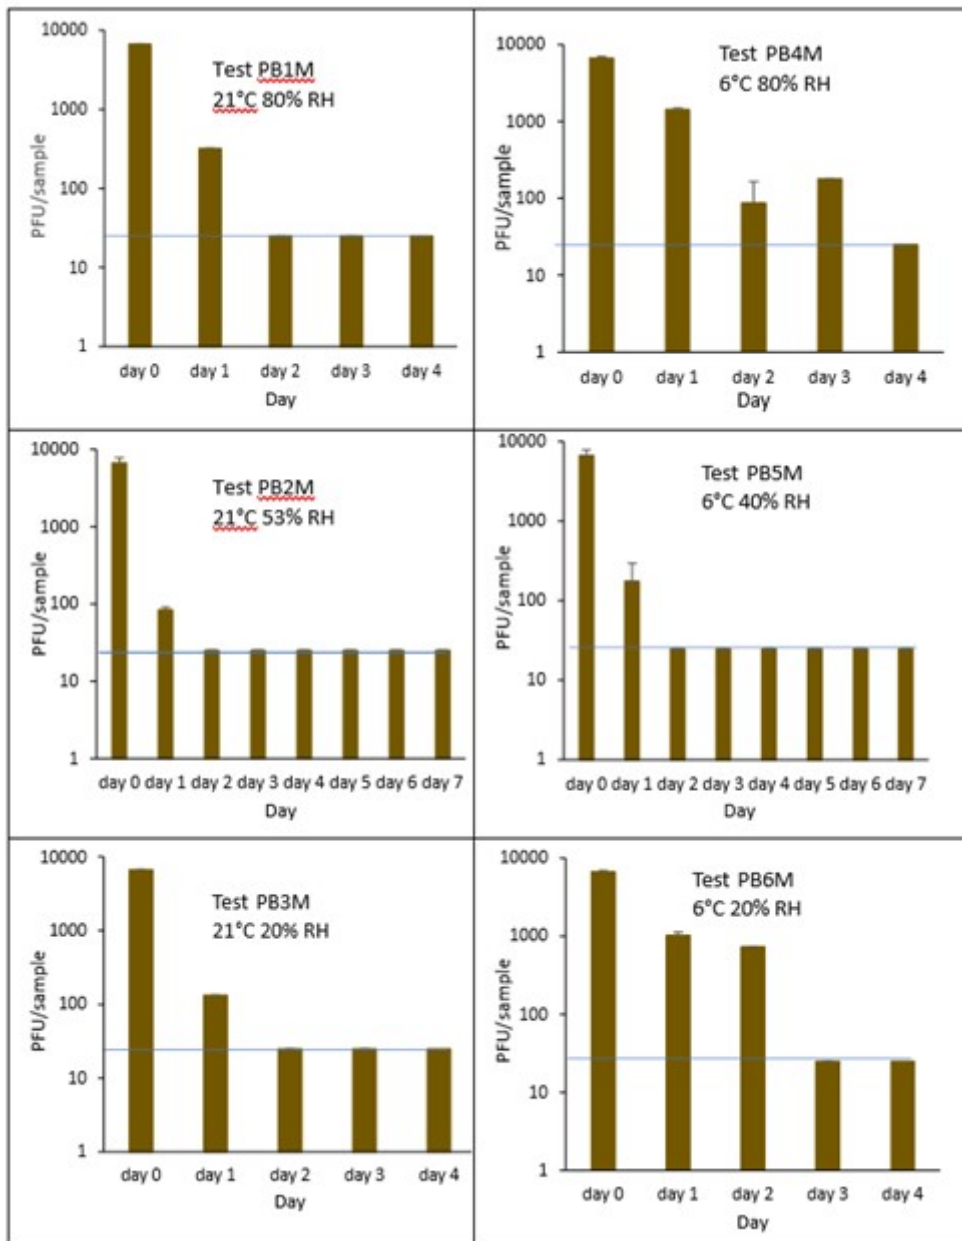 Test PB1M
21°C 80% RH
PFU/sample
10000
1000
100
10
1
day 0 day 1 day 2 day 3 day 4
Day
Test PB4M
6°C 80% RH
PFU/sample
10000
1000
100
10
1
day 0 day 1 day 2 day 3 day 4
Day
Test PB2M
21°C 53% RH
PFU/sample
10000
1000
100
10
1
day 0 day 1 day 2 day 3 day 4 day 5 day 6 day 7
Day
Test PB5M
6°C 40% RH
PFU/sample
10000
1000
100
10
1
day 0 day 1 day 2 day 3 day 4 day 5 day 6 day 7
Day
Test PB3M
21°C 20% RH
PFU/sample
10000
1000
100
10
1
day 0 day 1 day 2 day 3 day 4
Day
Test PB6M
6°C 20% RH
PFU/sample
10000
1000
100
10
1
day 0 day 1 day 2 day 3 day 4
Day